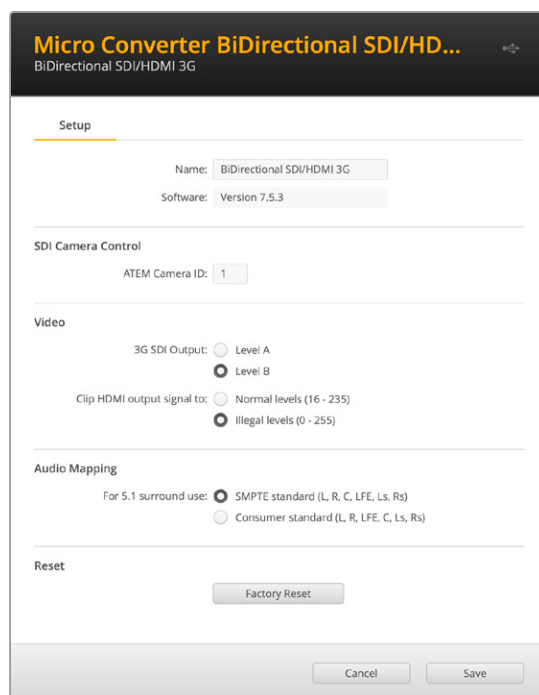 Micro Converter BiDirectional SDI/HD...
BiDirectional SDI/HDMI 3G
Setup
Name: BiDirectional SDI/HDMI 3G
Software: Version 7.5.3
SDI Camera Control
ATEM Camera ID: 1
Video
3G SDI Output: Level A
Level B
Clip HDMI output signal to: Normal levels (16 - 235)
Illegal levels (0 - 255)
Audio Mapping
For 5.1 surround use: SMPTE standard (L, R, C, LFE, Ls, Rs)
Consumer standard (L, R, LFE, C, Ls, Rs)
Reset
Factory Reset
Cancel Save